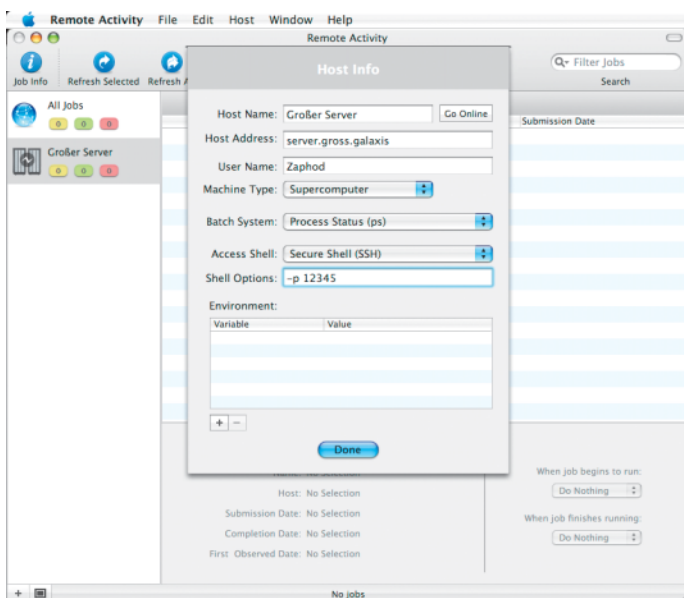 Remote Activity File Edit Host Window Help
Remote Activity
Job Info Refresh Selected Refresh
Filter Jobs
Search
All Jobs
0 0 0
Großer Server
0 0 0
Submission Date
Host Info
Host Name: Großer Server Go Online
Host Address: server.gross.galaxis
User Name: Zaphod
Machine Type: Supercomputer
Batch System: Process Status (ps)
Access Shell: Secure Shell (SSH)
Shell Options: -p 12345
Environment:
Variable Value
+ −
Done
Host: No Selection
Submission Date: No Selection
Completion Date: No Selection
First Observed Date: No Selection
When job begins to run:
Do Nothing
When job finishes running:
Do Nothing
+
No jobs